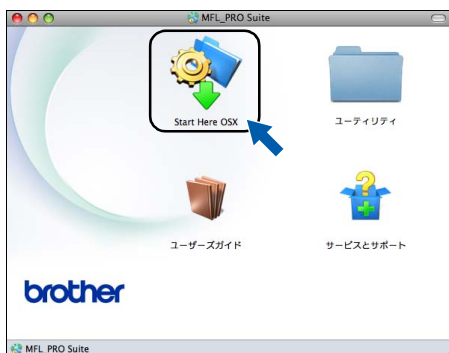 MFL_PRO Suite
Start Here OSX
ユーティリティ
ユーザーズガイド
サービスとサポート
brother
MFL_PRO Suite